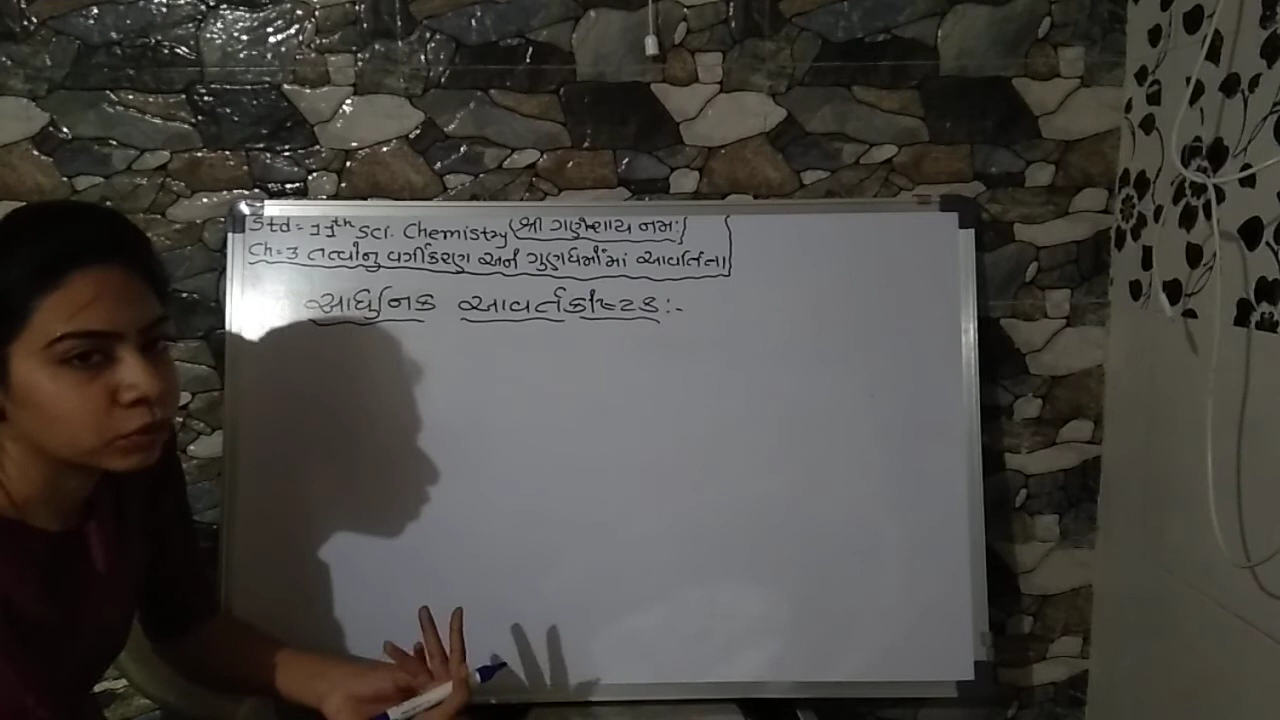 Std = 11th Sci. Chemistry (શ્રી ગણેશાય નમઃ)
Ch=3 તત્વોનુ વર્ગીકરણ અને ગુણધર્મોમાં આવર્તિતા
આધુનિક આવર્તકોષ્ટક :-